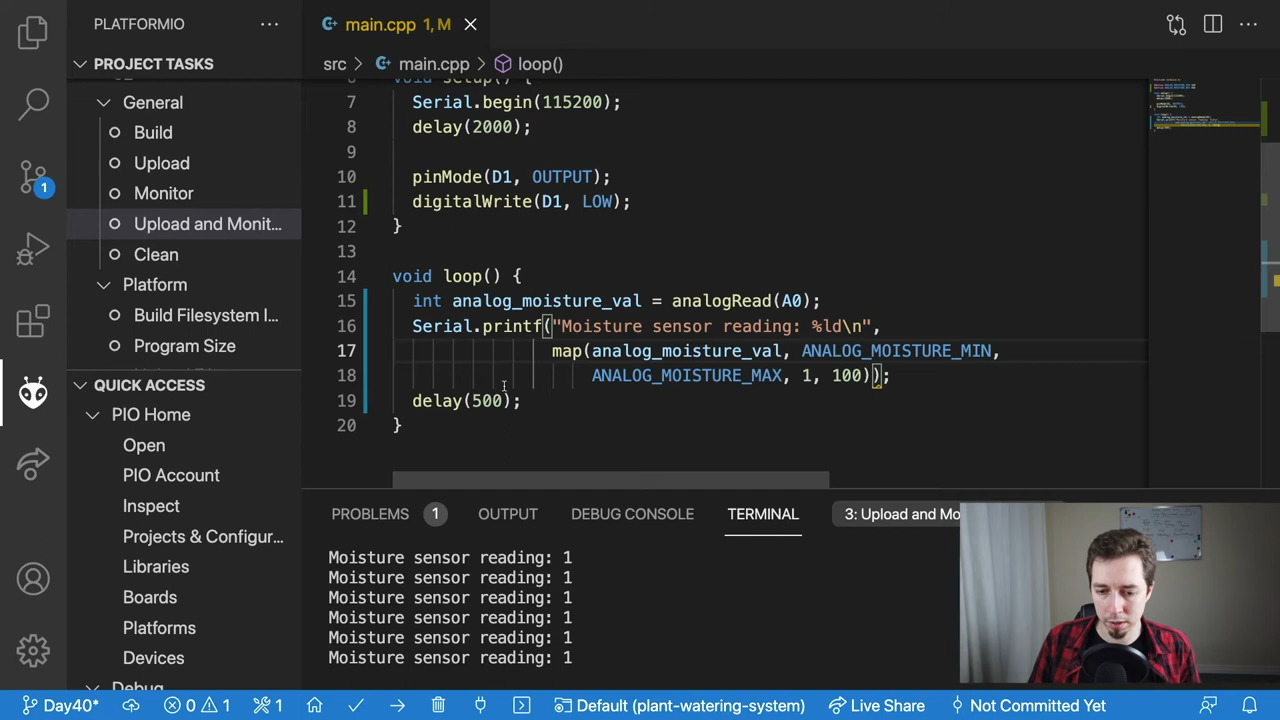 PLATFORMIO
PROJECT TASKS
General
Build
Upload
Monitor
Upload and Monit...
Clean
Platform
Build Filesystem I...
Program Size
QUICK ACCESS
PIO Home
Open
PIO Account
Inspect
Projects & Configur...
Libraries
Boards
Platforms
Devices
Debug
1
main.cpp 1, M
src > main.cpp > loop()
6 void setup() {
7 Serial.begin(115200);
8 delay(2000);
9
10 pinMode(D1, OUTPUT);
11 digitalWrite(D1, LOW);
12 }
13
14 void loop() {
15 int analog_moisture_val = analogRead(A0);
16 Serial.printf("Moisture sensor reading: %ld\n",
17 map(analog_moisture_val, ANALOG_MOISTURE_MIN,
18 ANALOG_MOISTURE_MAX, 1, 100));
19 delay(500);
20 }
PROBLEMS 1 OUTPUT DEBUG CONSOLE TERMINAL 3: Upload and Mo
Moisture sensor reading: 1
Moisture sensor reading: 1
Moisture sensor reading: 1
Moisture sensor reading: 1
Moisture sensor reading: 1
Moisture sensor reading: 1
Day40* 0 1 1 Default (plant-watering-system) Live Share Not Committed Yet